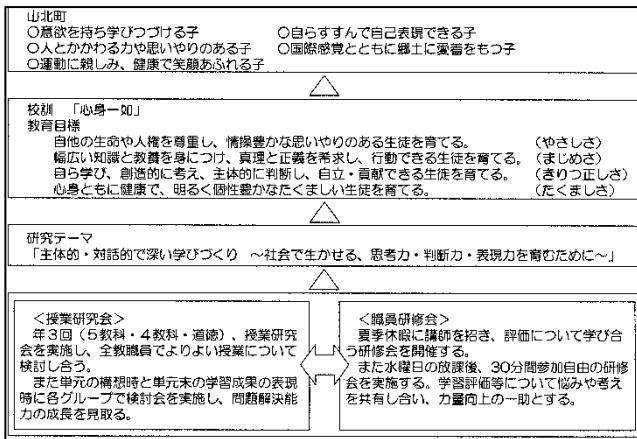 山北町
○意欲を持ち学びつづける子　　○自らすすんで自己表現できる子
○人とかかわる力や思いやりのある子　○国際感覚とともに郷土に愛着をもつ子
○運動に親しみ、健康で笑顔あふれる子
校訓　「心身一如」
教育目標
自他の生命や人権を尊重し、情操豊かな思いやりのある生徒を育てる。　（やさしさ）
幅広い知識と教養を身につけ、真理と正義を希求し、行動できる生徒を育てる。（まじめさ）
自ら学び、創造的に考え、主体的に判断し、自立・貢献できる生徒を育てる。　（きりつ正しさ）
心身ともに健康で、明るく個性豊かなたくましい生徒を育てる。　（たくましさ）
研究テーマ
「主体的・対話的で深い学びづくり　～社会で生かせる、思考力・判断力・表現力を育むために～」
＜授業研究会＞
年３回（５教科・４教科・道徳）、授業研究
会を実施し、全教職員でよりよい授業について
検討し合う。
また単元の構想時と単元末の学習成果の表現
時に各グループで検討会を実施し、問題解決能
力の成長を見取る。
＜職員研修会＞
夏季休暇に講師を招き、評価について学び合
う研修会を開催する。
また水曜日の放課後、30分間参加自由の研修
会を実施する。学習評価等について悩みや考え
を共有し合い、力量向上の一助とする。